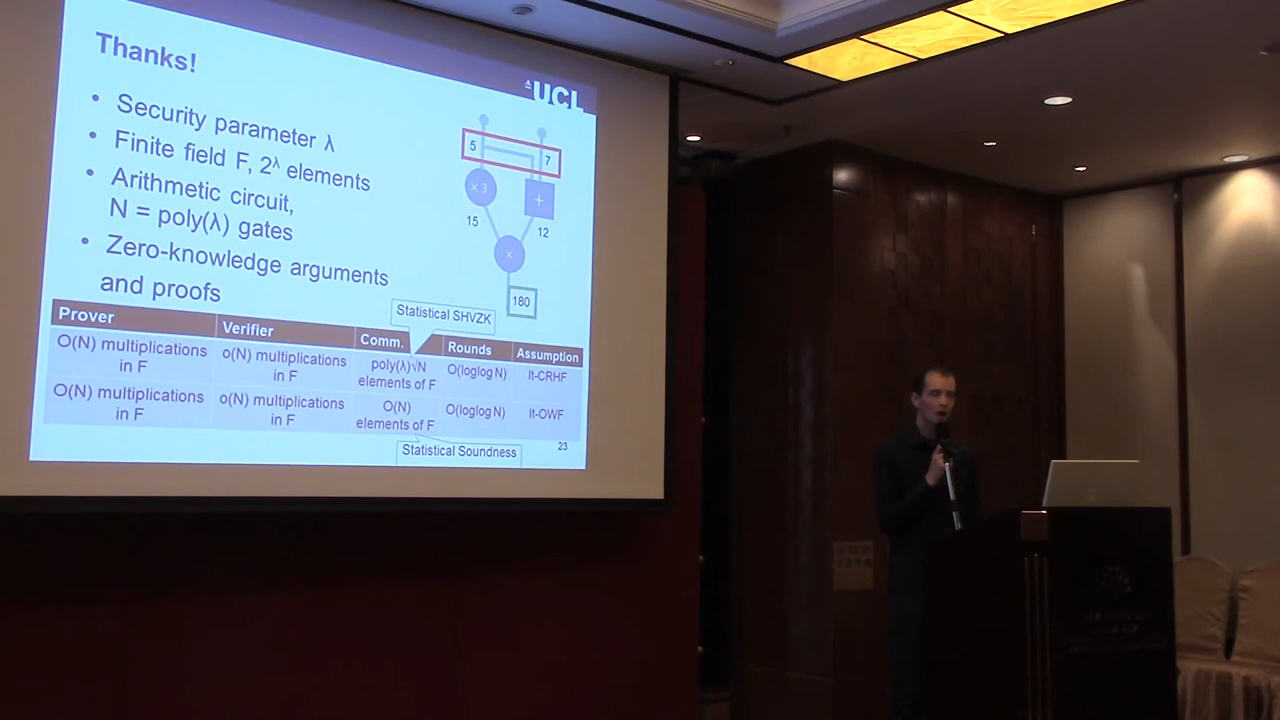 Thanks!
UCL
• Security parameter λ
• Finite field F, 2^λ elements
• Arithmetic circuit,
N = poly(λ) gates
• Zero-knowledge arguments
and proofs
5
7
× 3
+
15
12
×
180
Statistical SHVZK
Prover Verifier Comm. Rounds Assumption
O(N) multiplications in F
o(N) multiplications in F
poly(λ)√N elements of F
O(loglog N)
lt-CRHF
O(N) multiplications in F
o(N) multiplications in F
O(N) elements of F
O(loglog N)
lt-OWF
Statistical Soundness
23